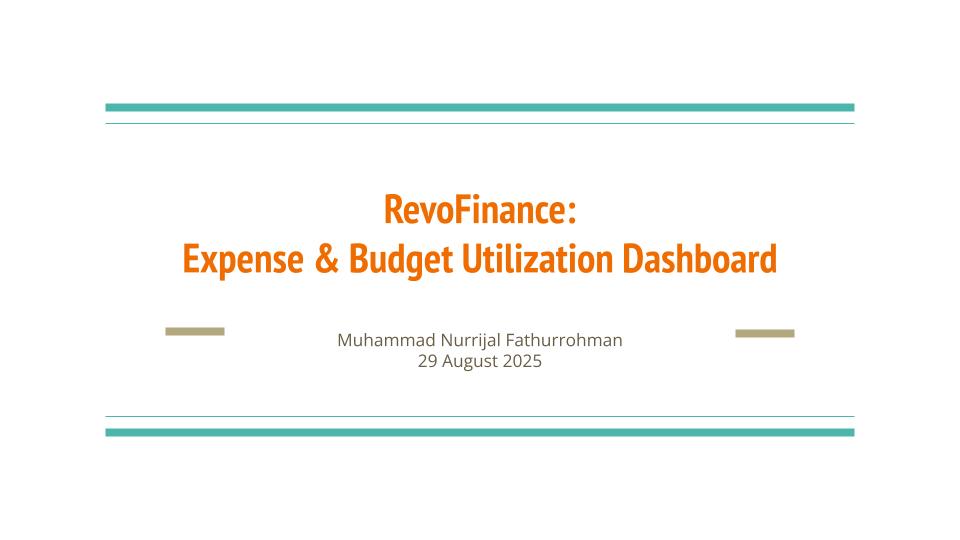 RevoFinance:
Expense & Budget Utilization Dashboard
Muhammad Nurrijal Fathurrohman
29 August 2025